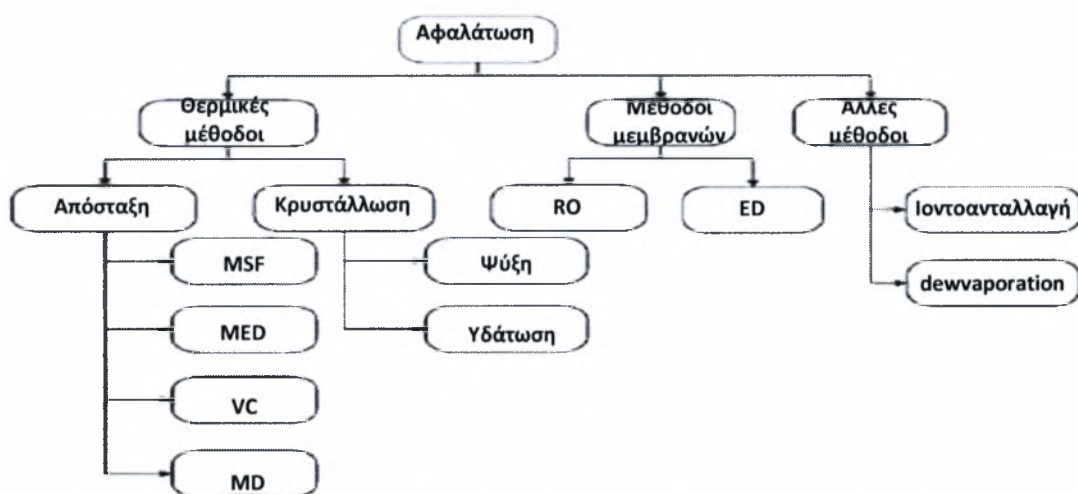 Αφαλάτωση
Θερμικές
μέθοδοι
Μέθοδοι
μεμβρανών
Άλλες
μέθοδοι
Απόσταξη
Κρυστάλλωση
RO
ED
Ιοντοανταλλαγή
MSF
Ψύξη
dewvaporation
MED
Υδάτωση
VC
MD